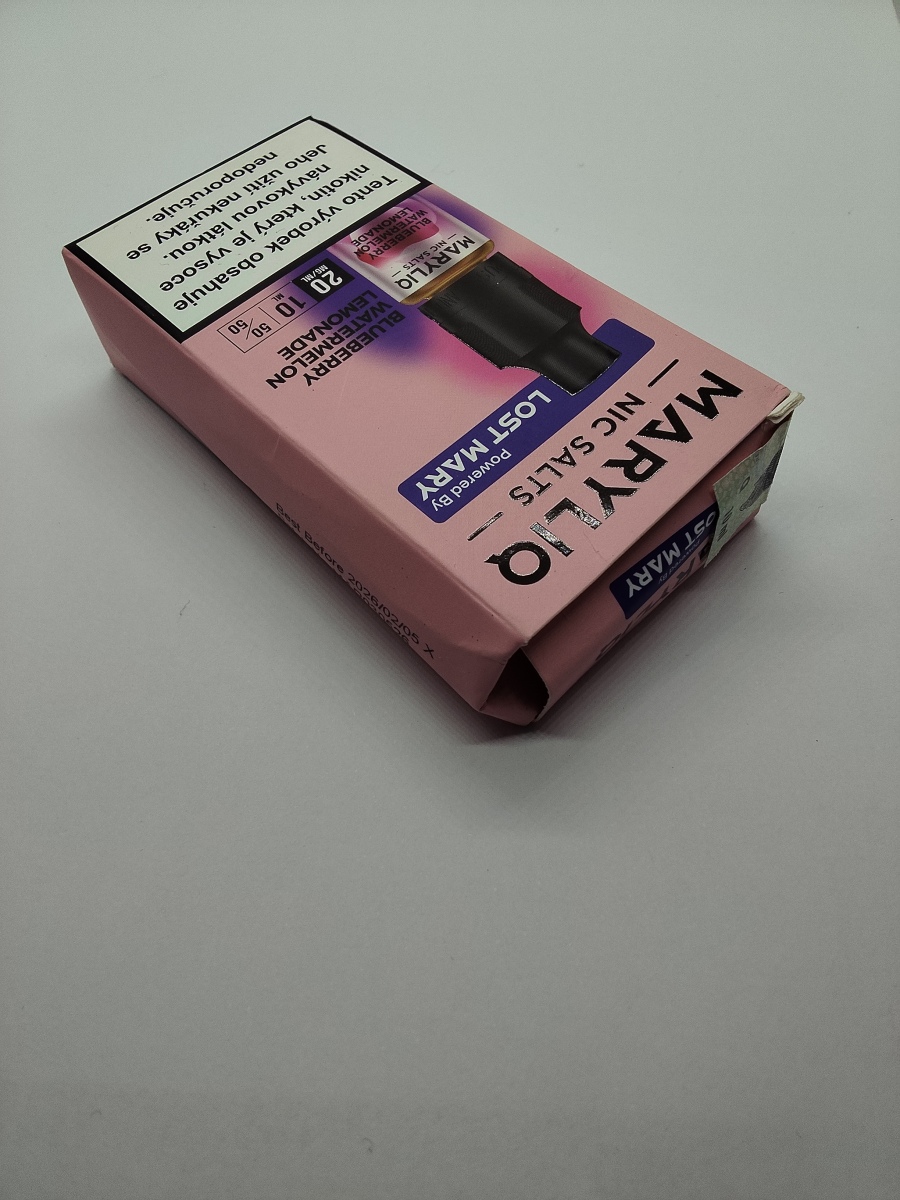 MARYLIQ
NIC SALTS
Powered By
LOST MARY
MARYLIQ
NIC SALTS
BLUEBERRY
WATERMELON
LEMONADE
BLUEBERRY
WATERMELON
LEMONADE
20
MG/ML
10
ML
50/50
Tento výrobek obsahuje
nikotin, který je vysoce
návykovou látkou.
Jeho užití nekuřáky se
nedoporučuje.
Powered By
LOST MARY
Best Before 2026/02/05 X